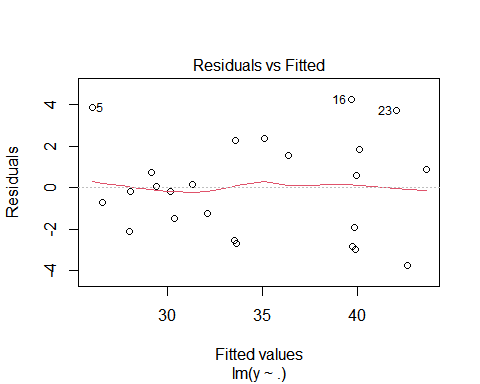 Residuals vs Fitted
Residuals
4
2
0
-2
-4
5
16
23
30
35
40
Fitted values
lm(y ~ .)